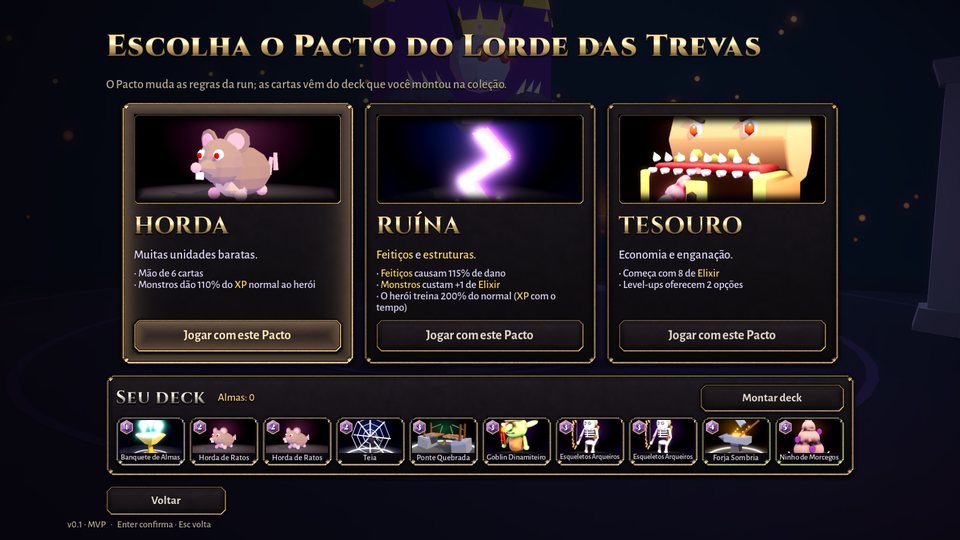 Escolha o Pacto do Lorde das Trevas
O Pacto muda as regras da run; as cartas vêm do deck que você montou na coleção.
HORDA
Muitas unidades baratas.
· Mão de 6 cartas
· Monstros dão 110% do XP normal ao herói
Jogar com este Pacto
RUÍNA
Feitiços e estruturas.
· Feitiços causam 115% de dano
· Monstros custam +1 de Elixir
· O herói treina 200% do normal (XP com o
tempo)
Jogar com este Pacto
TESOURO
Economia e enganação.
· Começa com 8 de Elixir
· Level-ups oferecem 2 opções
Jogar com este Pacto
Seu deck
Almas: 0
Montar deck
1
Banquete de Almas
2
Horda de Ratos
2
Horda de Ratos
2
Teia
3
Ponte Quebrada
3
Goblin Dinamiteiro
3
Esqueletos Arqueiros
3
Esqueletos Arqueiros
4
Forja Sombria
5
Ninho de Morcegos
Voltar
v0.1 · MVP · Enter confirma · Esc volta